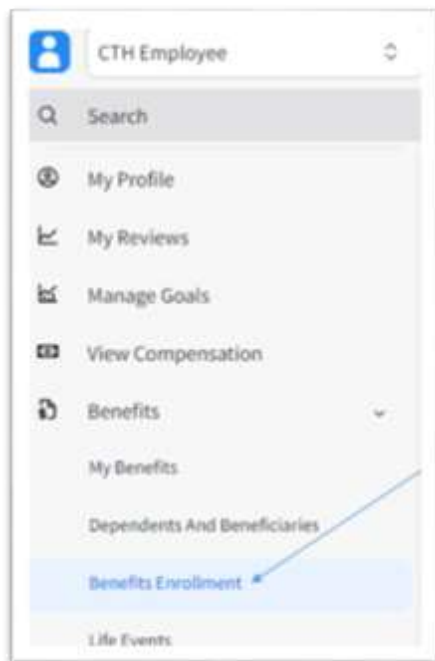 CTH Employee
Search
My Profile
My Reviews
Manage Goals
View Compensation
Benefits
My Benefits
Dependents And Beneficiaries
Benefits Enrollment
Life Events